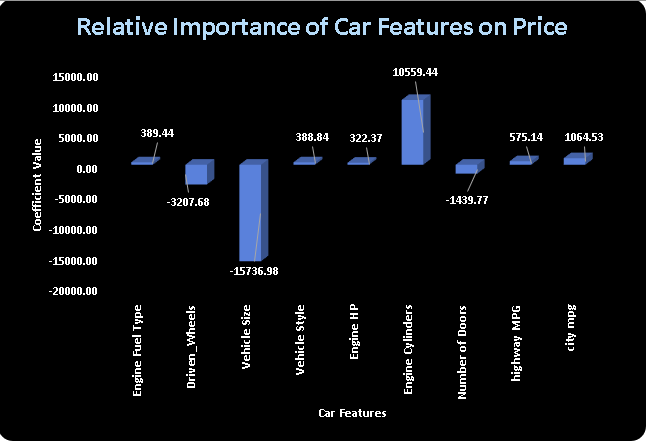 Relative Importance of Car Features on Price
15000.00
10000.00
5000.00
0.00
-5000.00
-10000.00
-15000.00
-20000.00
Coefficient Value
389.44
-3207.68
-15736.98
388.84
322.37
10559.44
-1439.77
575.14
1064.53
Engine Fuel Type
Driven_Wheels
Vehicle Size
Vehicle Style
Engine HP
Engine Cylinders
Number of Doors
highway MPG
city mpg
Car Features